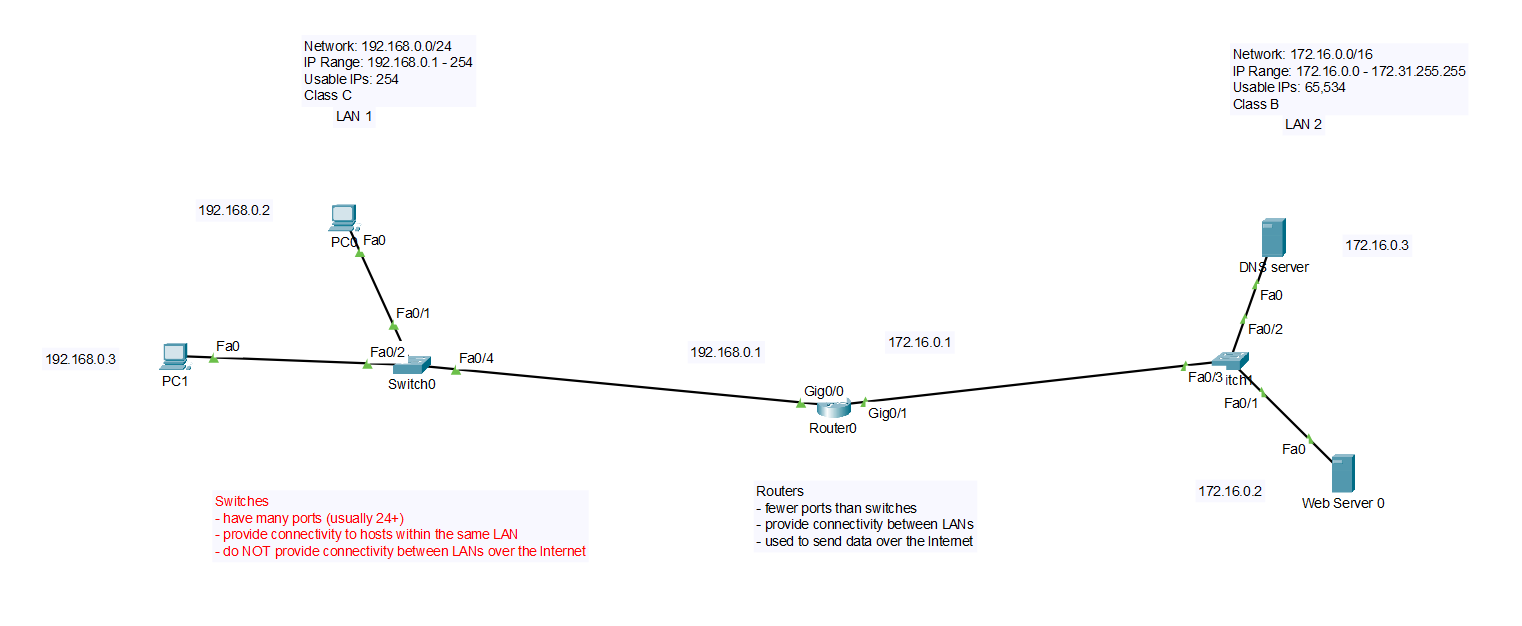 Network: 192.168.0.0/24
IP Range: 192.168.0.1 - 254
Usable IPs: 254
Class C
LAN 1
Network: 172.16.0.0/16
IP Range: 172.16.0.0 - 172.31.255.255
Usable IPs: 65,534
Class B
LAN 2
192.168.0.2
PC0
Fa0
Fa0/1
192.168.0.3
Fa0
PC1
Fa0/2
Fa0/4
Switch0
192.168.0.1
172.16.0.1
Gig0/0
Gig0/1
Router0
172.16.0.3
DNS server
Fa0
Fa0/2
Fa0/3
itch1
Fa0/1
Fa0
172.16.0.2
Web Server 0
Switches
- have many ports (usually 24+)
- provide connectivity to hosts within the same LAN
- do NOT provide connectivity between LANs over the Internet
Routers
- fewer ports than switches
- provide connectivity between LANs
- used to send data over the Internet